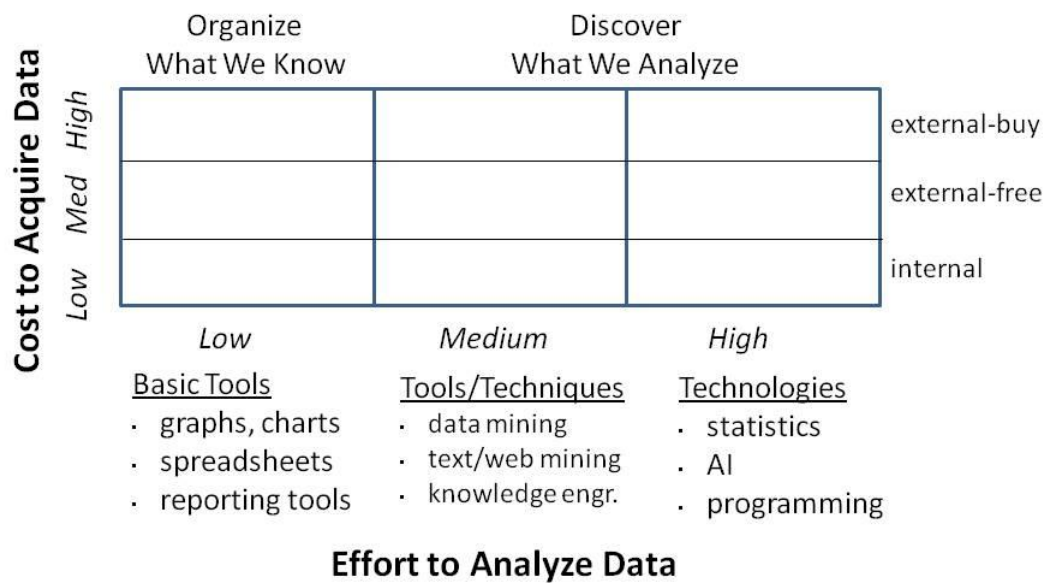 Organize
What We Know
Discover
What We Analyze
Cost to Acquire Data
High
Med
Low
external-buy
external-free
internal
Low
Medium
High
Basic Tools
· graphs, charts
· spreadsheets
· reporting tools
Tools/Techniques
· data mining
· text/web mining
· knowledge engr.
Technologies
· statistics
· AI
· programming
Effort to Analyze Data